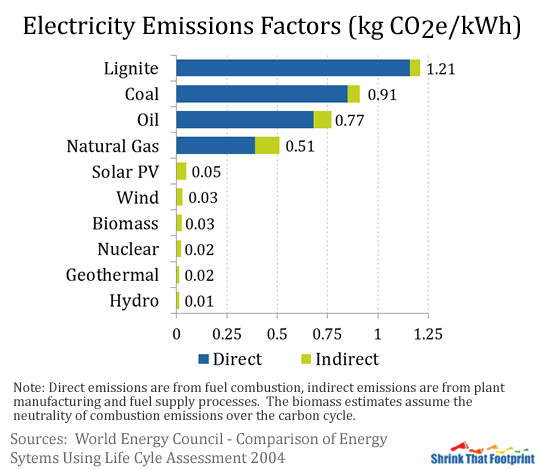 Electricity Emissions Factors (kg CO2e/kWh)
Lignite 1.21
Coal 0.91
Oil 0.77
Natural Gas 0.51
Solar PV 0.05
Wind 0.03
Biomass 0.03
Nuclear 0.02
Geothermal 0.02
Hydro 0.01
0 0.25 0.5 0.75 1 1.25
Direct Indirect
Note: Direct emissions are from fuel combustion, indirect emissions are from plant
manufacturing and fuel supply processes. The biomass estimates assume the
neutrality of combustion emissions over the carbon cycle.
Sources: World Energy Council - Comparison of Energy
Sytems Using Life Cyle Assessment 2004
Shrink That Footprint